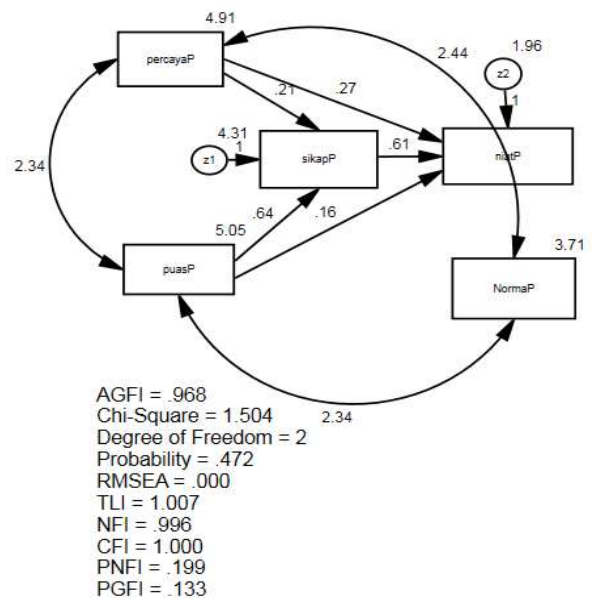 4.91
percayaP
2.44
1.96
z2
1
.27
.21
4.31
1
z1
sikapP
.61
niatP
2.34
.64
.16
5.05
puasP
3.71
NormaP
2.34
AGFI = .968
Chi-Square = 1.504
Degree of Freedom = 2
Probability = .472
RMSEA = .000
TLI = 1.007
NFI = .996
CFI = 1.000
PNFI = .199
PGFI = .133